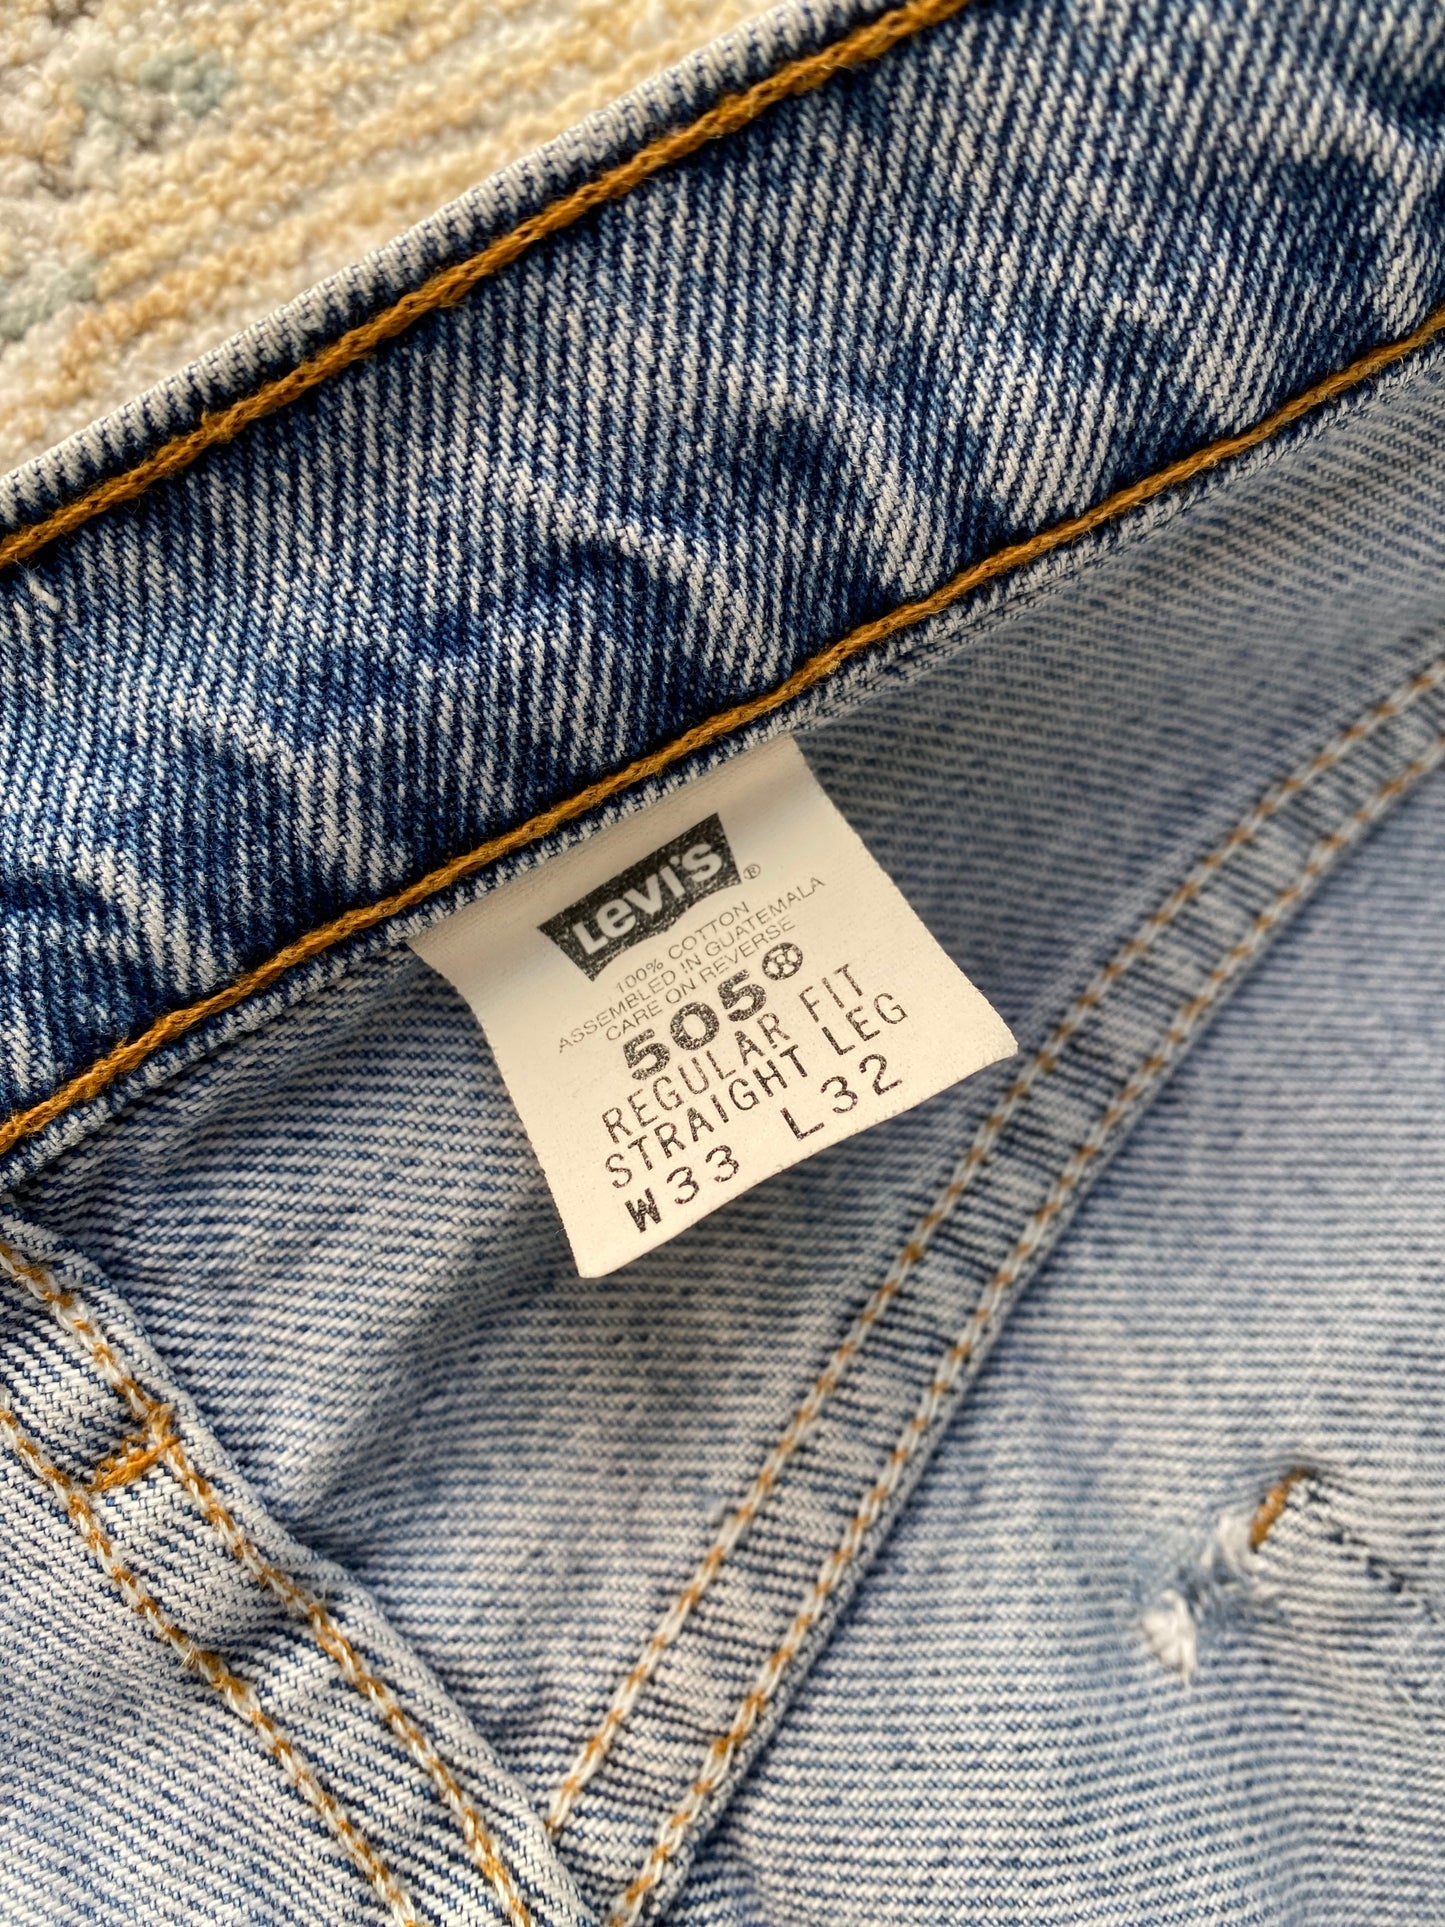 Levi's®
100% COTTON
ASSEMBLED IN GUATEMALA
CARE ON REVERSE
505®
REGULAR FIT
STRAIGHT LEG
W33 L32